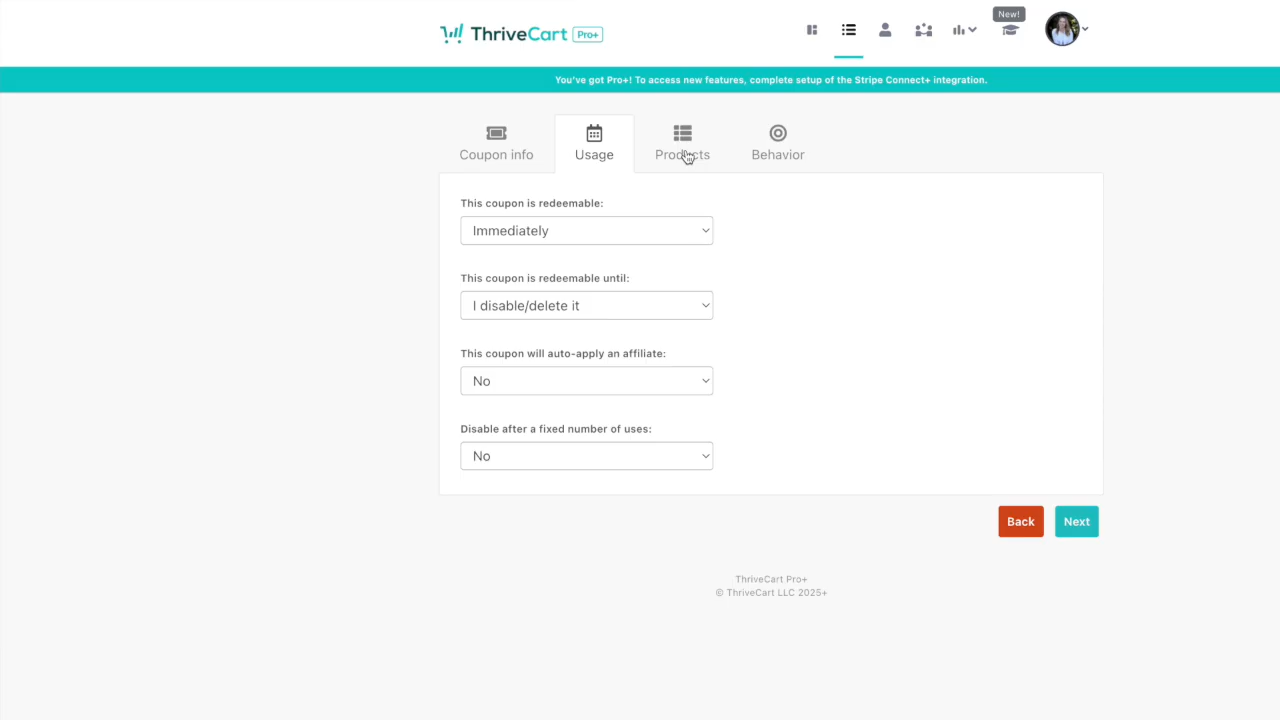 ThriveCart Pro+
New!
You've got Pro+! To access new features, complete setup of the Stripe Connect+ integration.
Coupon info
Usage
Products
Behavior
This coupon is redeemable:
Immediately
This coupon is redeemable until:
I disable/delete it
This coupon will auto-apply an affiliate:
No
Disable after a fixed number of uses:
No
Back
Next
ThriveCart Pro+
© ThriveCart LLC 2025+